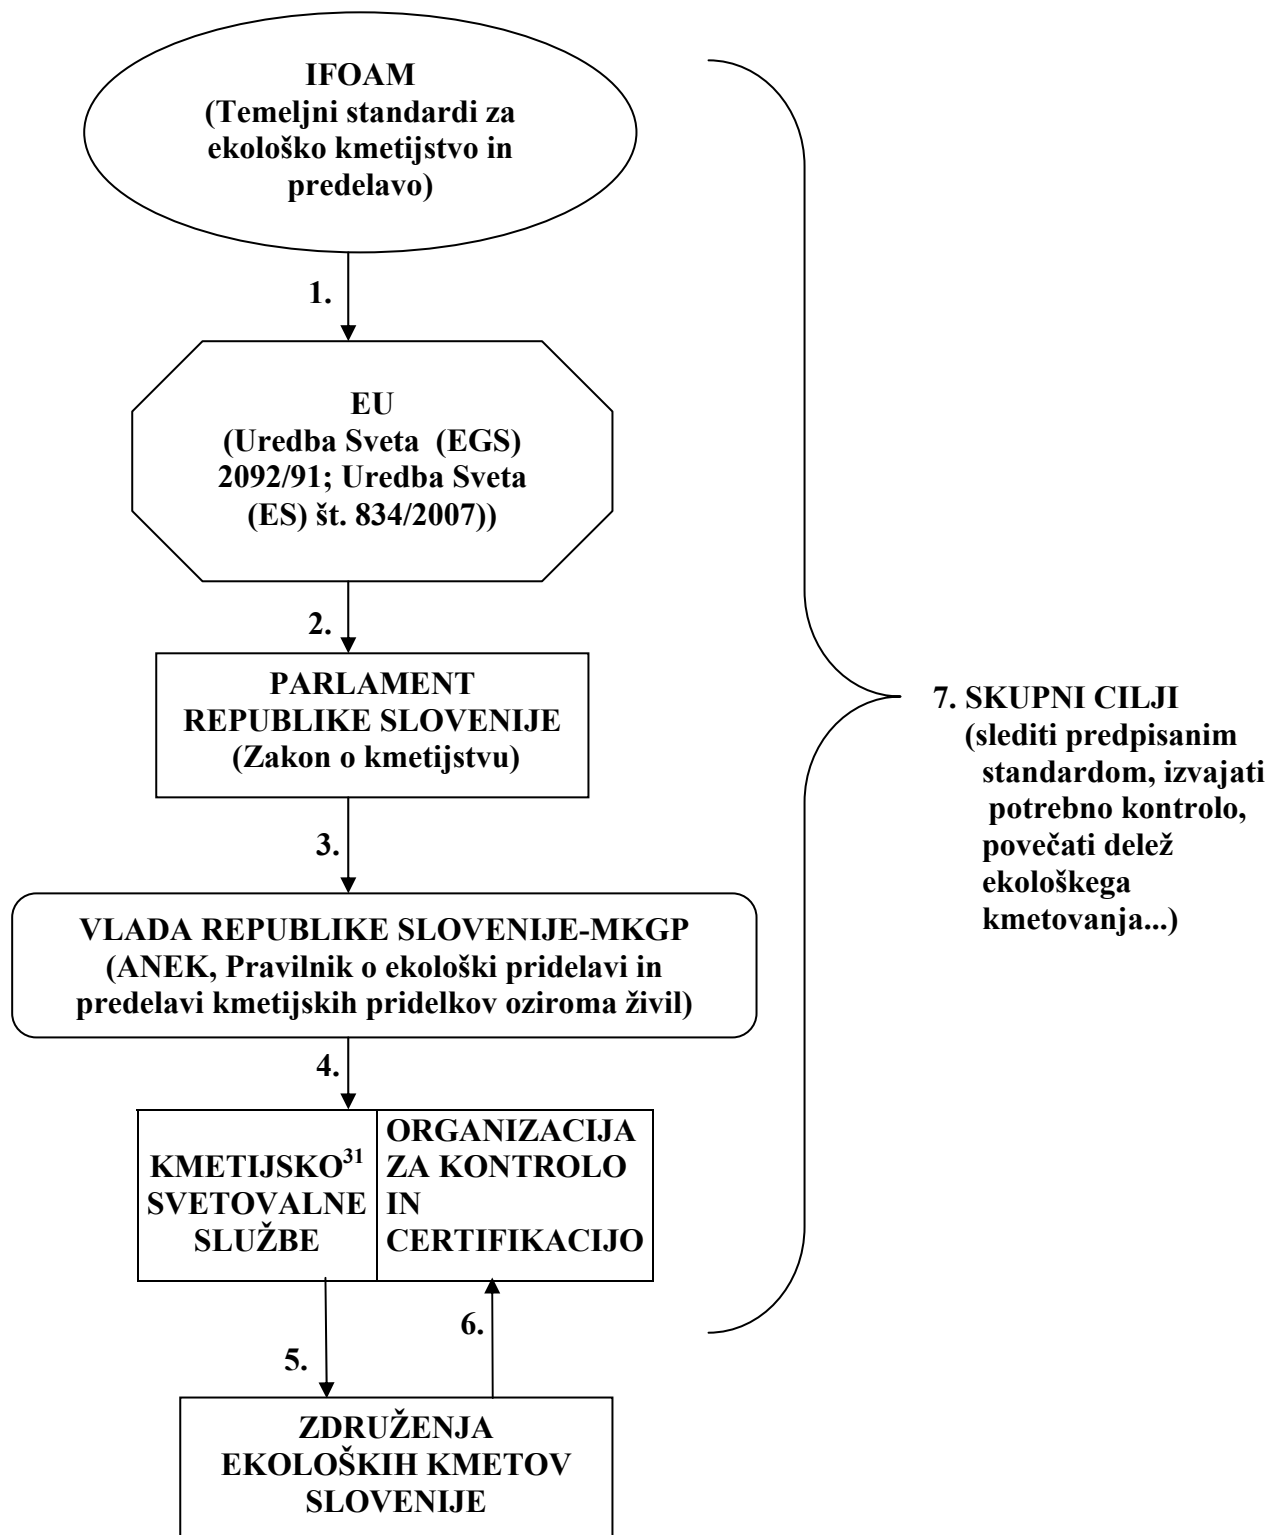 IFOAM
(Temeljni standardi za
ekološko kmetijstvo in
predelavo)
1.
EU
(Uredba Sveta (EGS)
2092/91; Uredba Sveta
(ES) št. 834/2007))
2.
PARLAMENT
REPUBLIKE SLOVENIJE
(Zakon o kmetijstvu)
3.
VLADA REPUBLIKE SLOVENIJE-MKGP
(ANEK, Pravilnik o ekološki pridelavi in
predelavi kmetijskih pridelkov oziroma živil)
4.
KMETIJSKO31
SVETOVALNE
SLUŽBE
ORGANIZACIJA
ZA KONTROLO
IN
CERTIFIKACIJO
5.
6.
ZDRUŽENJA
EKOLOŠKIH KMETOV
SLOVENIJE
7. SKUPNI CILJI
(slediti predpisanim
standardom, izvajati
potrebno kontrolo,
povečati delež
ekološkega
kmetovanja...)